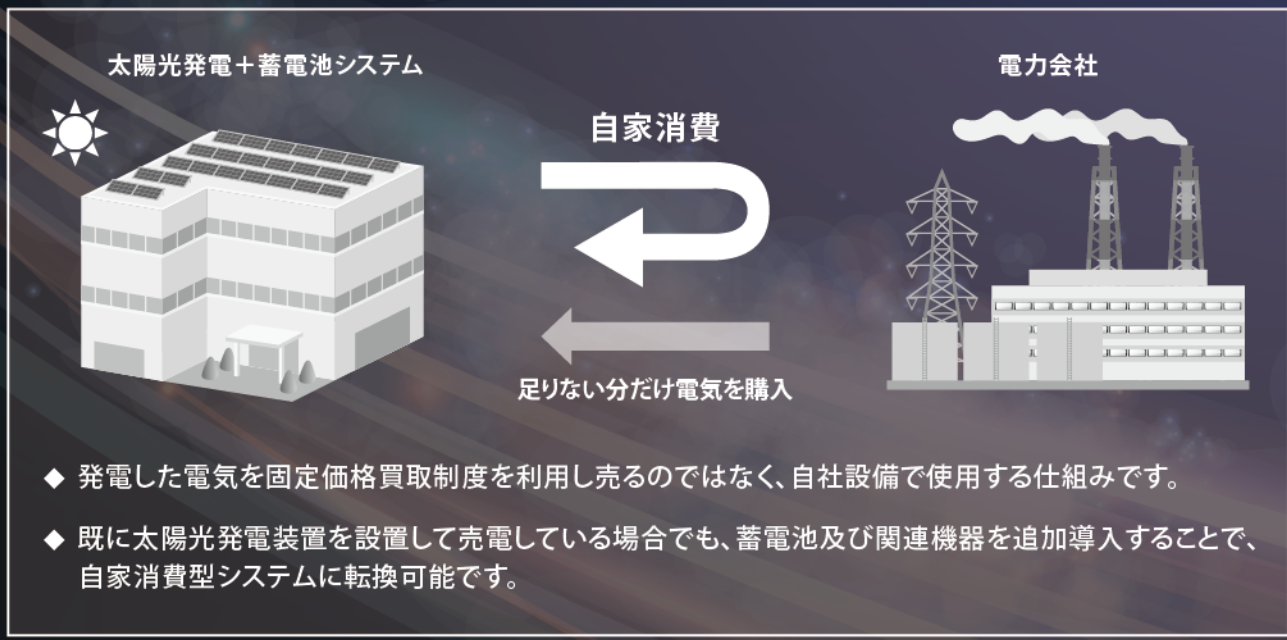 太陽光発電＋蓄電池システム
電力会社
自家消費
足りない分だけ電気を購入
◆ 発電した電気を固定価格買取制度を利用し売るのではなく、自社設備で使用する仕組みです。
◆ 既に太陽光発電装置を設置して売電している場合でも、蓄電池及び関連機器を追加導入することで、
自家消費型システムに転換可能です。